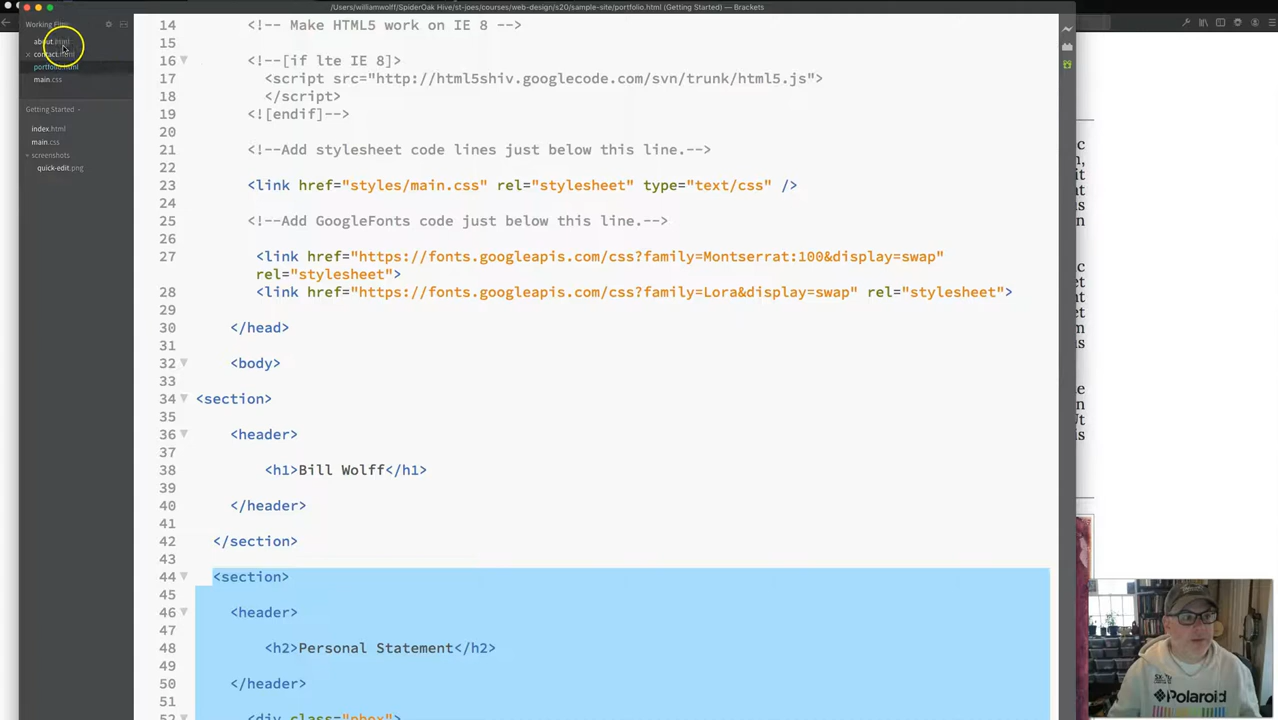 /Users/williamwolff/SpiderOak Hive/st-joes/courses/web-design/s20/sample-site/portfolio.html (Getting Started) — Brackets
Working Files
about.html
contact.html
portfolio.html
main.css
Getting Started
index.html
main.css
screenshots
quick-edit.png
14 <!-- Make HTML5 work on IE 8 -->
15
16 <!--[if lte IE 8]>
17 <script src="http://html5shiv.googlecode.com/svn/trunk/html5.js">
18 </script>
19 <![endif]-->
20
21 <!--Add stylesheet code lines just below this line.-->
22
23 <link href="styles/main.css" rel="stylesheet" type="text/css" />
24
25 <!--Add GoogleFonts code just below this line.-->
26
27 <link href="https://fonts.googleapis.com/css?family=Montserrat:100&display=swap"
rel="stylesheet">
28 <link href="https://fonts.googleapis.com/css?family=Lora&display=swap" rel="stylesheet">
29
30 </head>
31
32 <body>
33
34 <section>
35
36 <header>
37
38 <h1>Bill Wolff</h1>
39
40 </header>
41
42 </section>
43
44 <section>
45
46 <header>
47
48 <h2>Personal Statement</h2>
49
50 </header>
51
52 <div class="pbox">
Polaroid